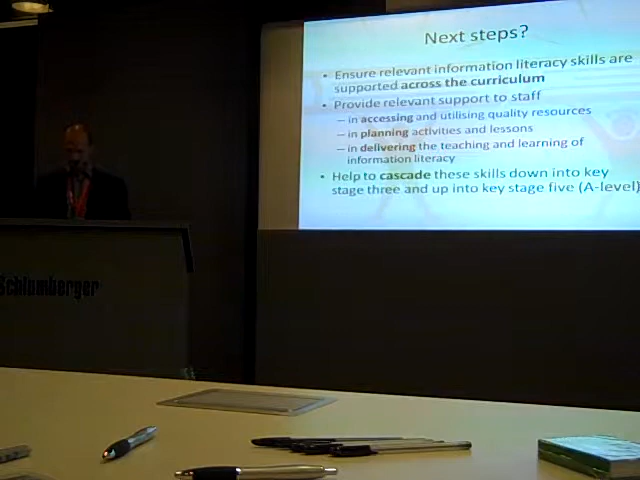 Next steps?
• Ensure relevant information literacy skills are
supported across the curriculum
• Provide relevant support to staff
– in accessing and utilising quality resources
– in planning activities and lessons
– in delivering the teaching and learning of
information literacy
• Help to cascade these skills down into key
stage three and up into key stage five (A-level)
Schlumberger